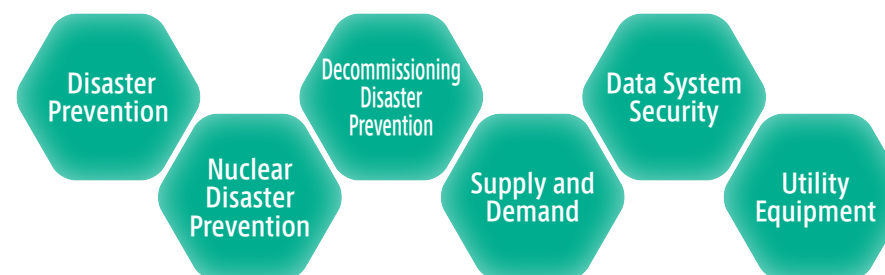 Disaster
Prevention
Nuclear
Disaster
Prevention
Decommissioning
Disaster
Prevention
Supply and
Demand
Data System
Security
Utility
Equipment